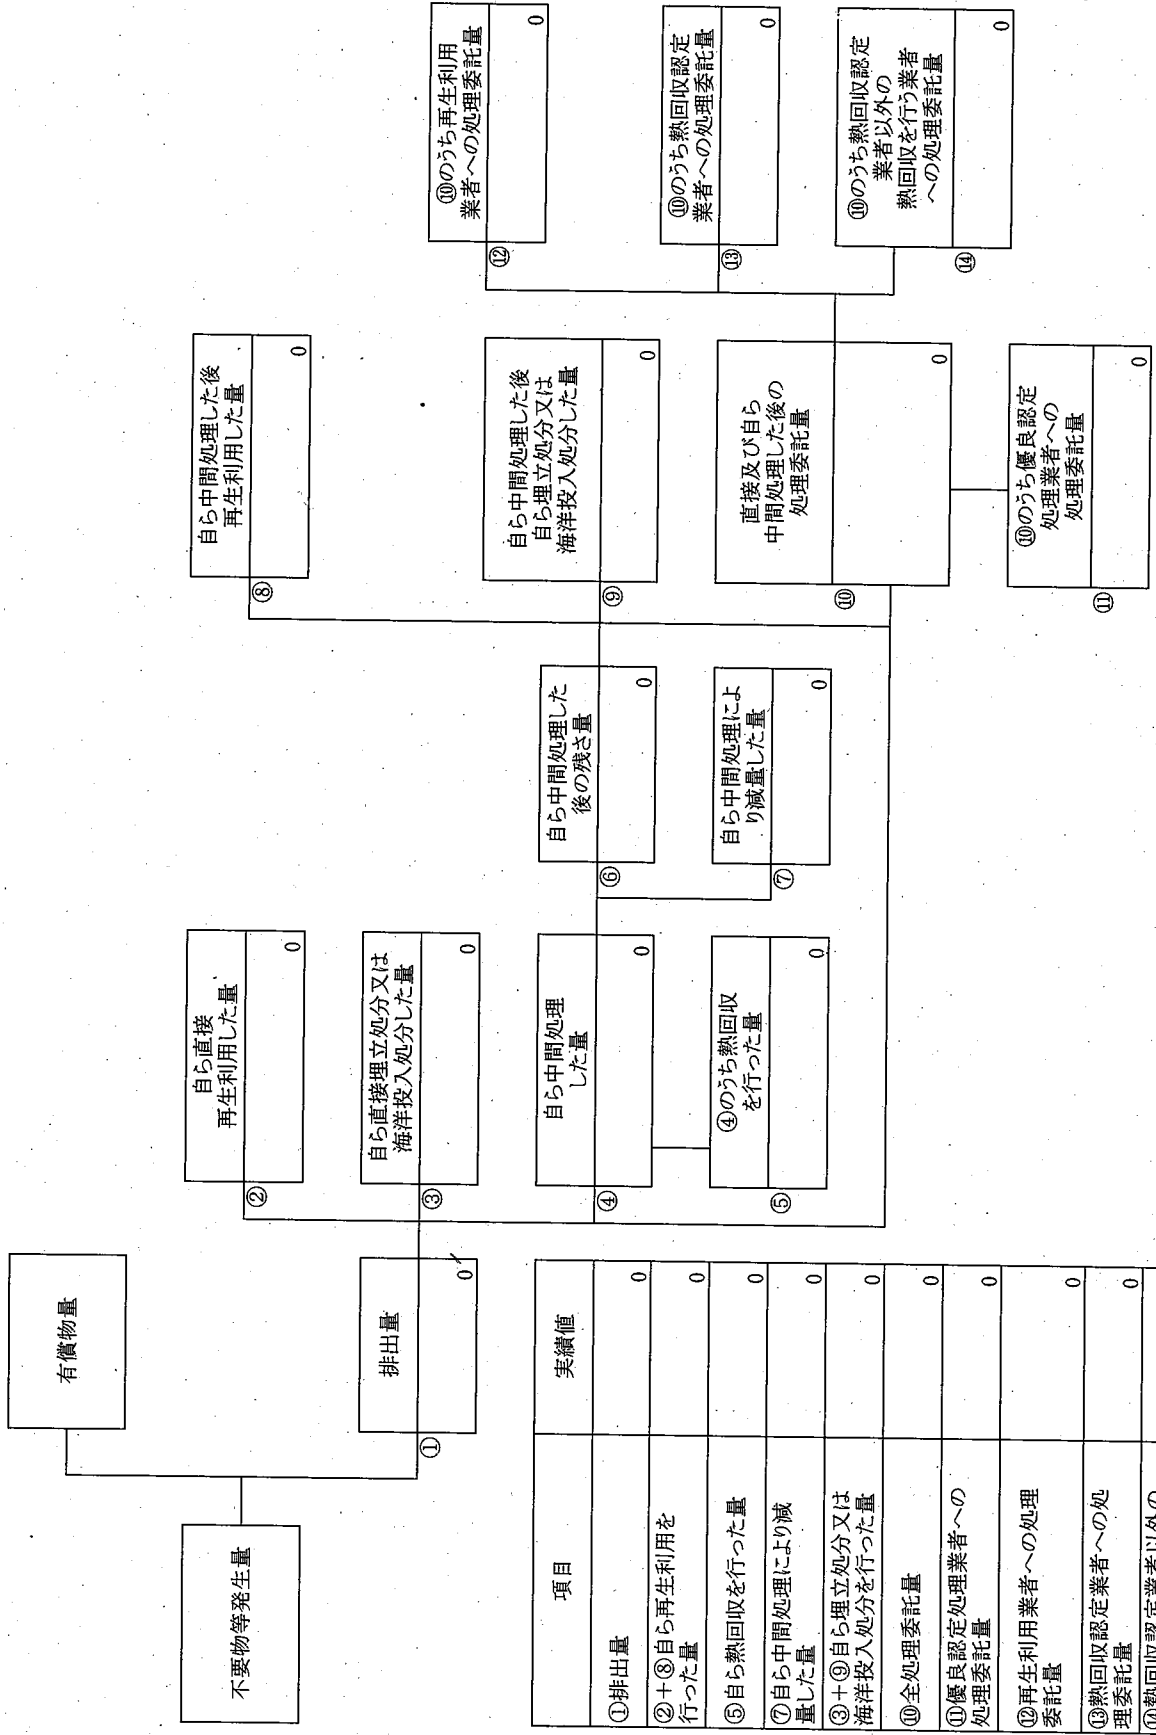 不要物等発生量
有償物量
排出量
①
0
自ら直接
再生利用した量
②
0
自ら直接埋立処分又は
海洋投入処分した量
③
0
自ら中間処理
した量
④
0
④のうち熱回収
を行った量
⑤
0
自ら中間処理した
後の残さ量
⑥
0
自ら中間処理によ
り減量した量
⑦
0
自ら中間処理した後
再生利用した量
⑧
0
自ら中間処理した後
自ら埋立処分又は
海洋投入処分した量
⑨
0
直接及び自ら
中間処理した後の
処理委託量
⑩
0
⑩のうち優良認定
処理業者への
処理委託量
⑪
0
⑩のうち再生利用
業者への処理委託量
⑫
0
⑩のうち熱回収認定
業者への処理委託量
⑬
0
⑩のうち熱回収認定
業者以外の
熱回収を行う業者
への処理委託量
⑭
0
項目 実績値
①排出量 0
②+⑧自ら再生利用を
行った量 0
⑤自ら熱回収を行った量 0
⑦自ら中間処理により減
量した量 0
③+⑨自ら埋立処分又は
海洋投入処分を行った量 0
⑩全処理委託量 0
⑪優良認定処理業者への
処理委託量 0
⑫再生利用業者への処理
委託量 0
⑬熱回収認定業者への処
理委託量 0
⑭熱回収認定業者以外の